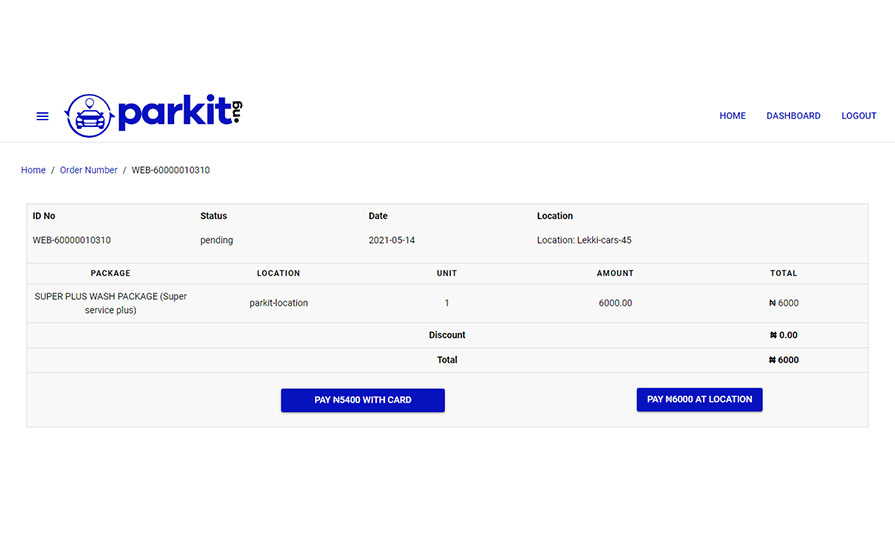 parkit.ng
HOME DASHBOARD LOGOUT
Home / Order Number / WEB-60000010310
ID No Status Date Location
WEB-60000010310 pending 2021-05-14 Location: Lekki-cars-45
PACKAGE LOCATION UNIT AMOUNT TOTAL
SUPER PLUS WASH PACKAGE (Super
service plus) parkit-location 1 6000.00 ₦ 6000
Discount ₦ 0.00
Total ₦ 6000
PAY ₦5400 WITH CARD PAY ₦6000 AT LOCATION